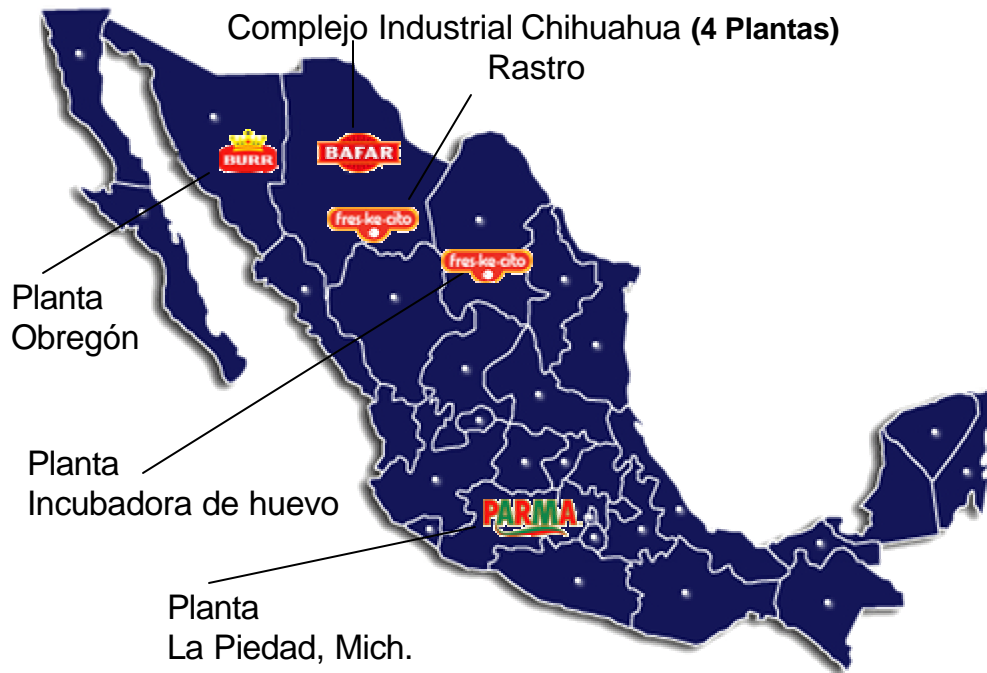 Complejo Industrial Chihuahua (4 Plantas)
Rastro
BURR
BAFAR
fres-ke-cito
fres-ke-cito
Planta
Obregón
Planta
Incubadora de huevo
PARMA
Planta
La Piedad, Mich.